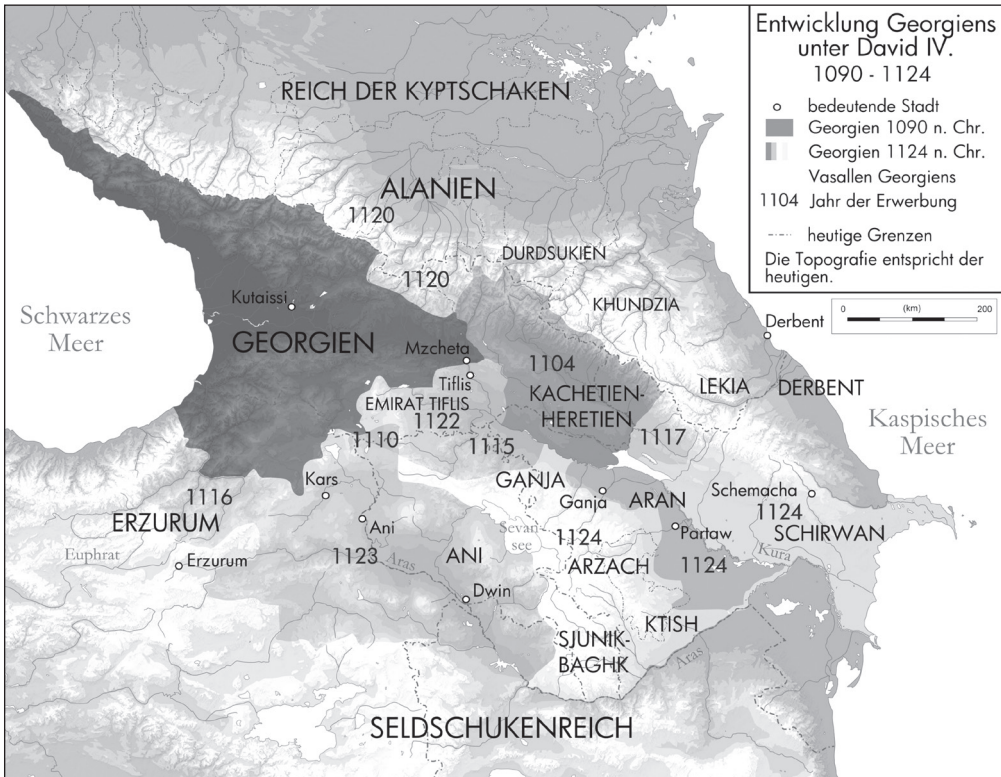 Entwicklung Georgiens
unter David IV.
1090 - 1124
bedeutende Stadt
Georgien 1090 n. Chr.
Georgien 1124 n. Chr.
Vasallen Georgiens
1104 Jahr der Erwerbung
heutige Grenzen
Die Topografie entspricht der
heutigen.
0 (km) 200
REICH DER KYPTSCHAKEN
ALANIEN
1120
DURDSUKIEN
1120
KHUNDZIA
Kutaissi
Schwarzes
Meer
GEORGIEN
Mzcheta
Derbent
1104
Tiflis
LEKIA
DERBENT
KACHETIEN-
HERETIEN
EMIRAT TIFLIS
1122
Kaspisches
Meer
1110
1115
1117
Kars
GANJA
Ganja
ARAN
Schemacha
1124
1116
ERZURUM
Ani
Sevan-
see
1124
Partaw
SCHIRWAN
Euphrat
Erzurum
1123
Aras
ANI
ARZACH
1124
Kura
Dwin
KTISH
SJUNIK-
BAGHK
Aras
SELDSCHUKENREICH